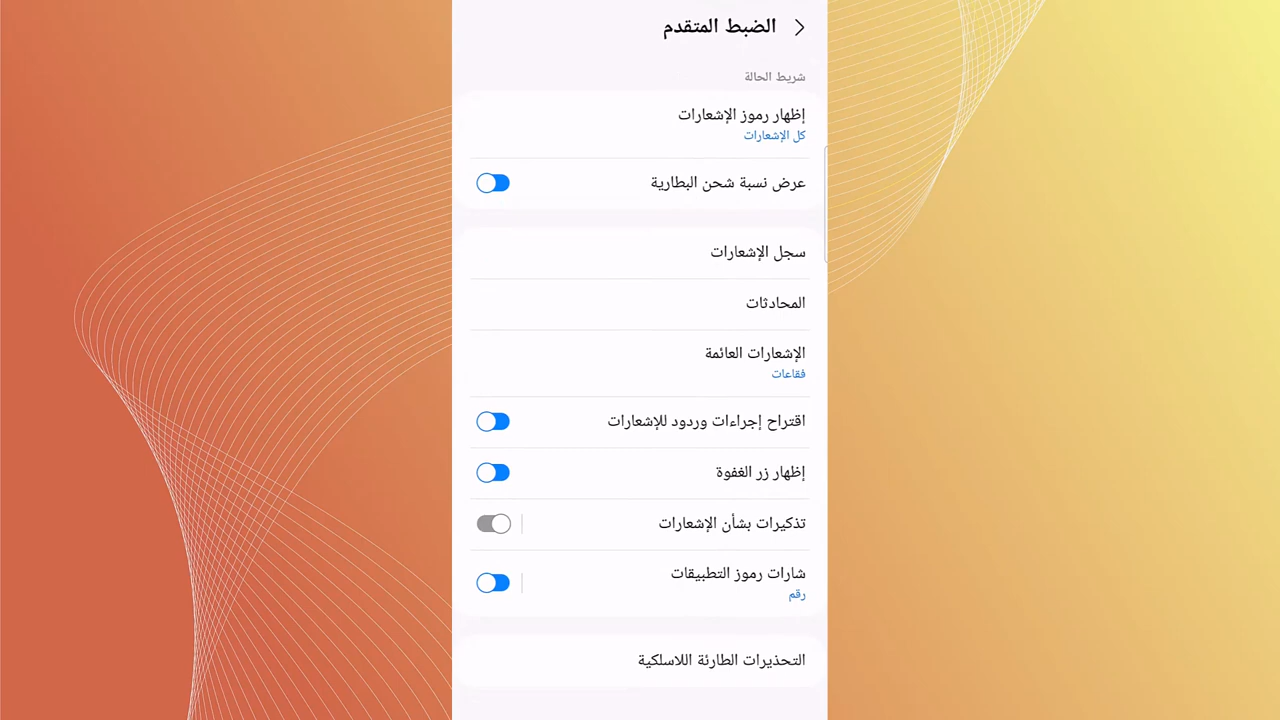 الضبط المتقدم
شريط الحالة
إظهار رموز الإشعارات
كل الإشعارات
عرض نسبة شحن البطارية
سجل الإشعارات
المحادثات
الإشعارات العائمة
فقاعات
اقتراح إجراءات وردود للإشعارات
إظهار زر الغفوة
تذكيرات بشأن الإشعارات
شارات رموز التطبيقات
رقم
التحذيرات الطارئة اللاسلكية